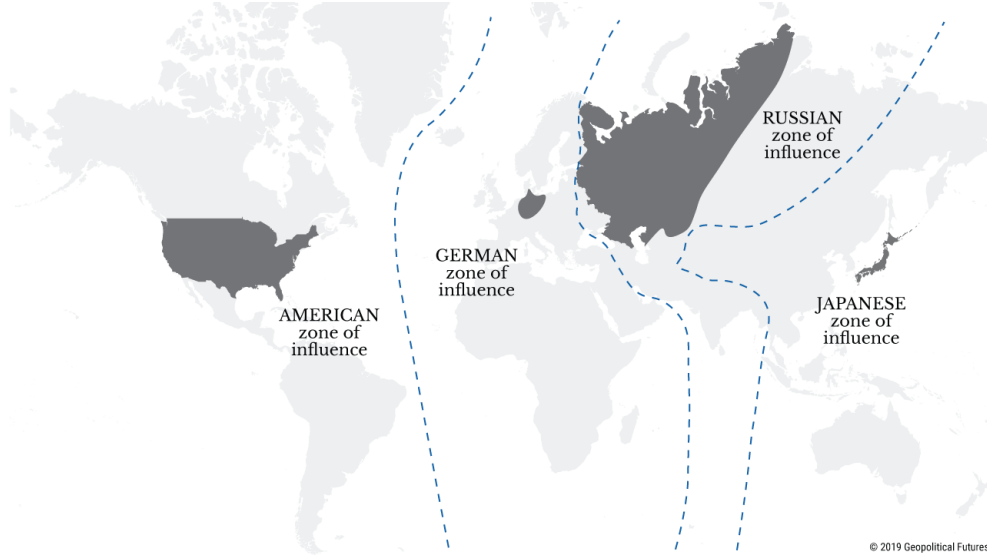 RUSSIAN
zone of
influence
GERMAN
zone of
influence
AMERICAN
zone of
influence
JAPANESE
zone of
influence
© 2019 Geopolitical Futures